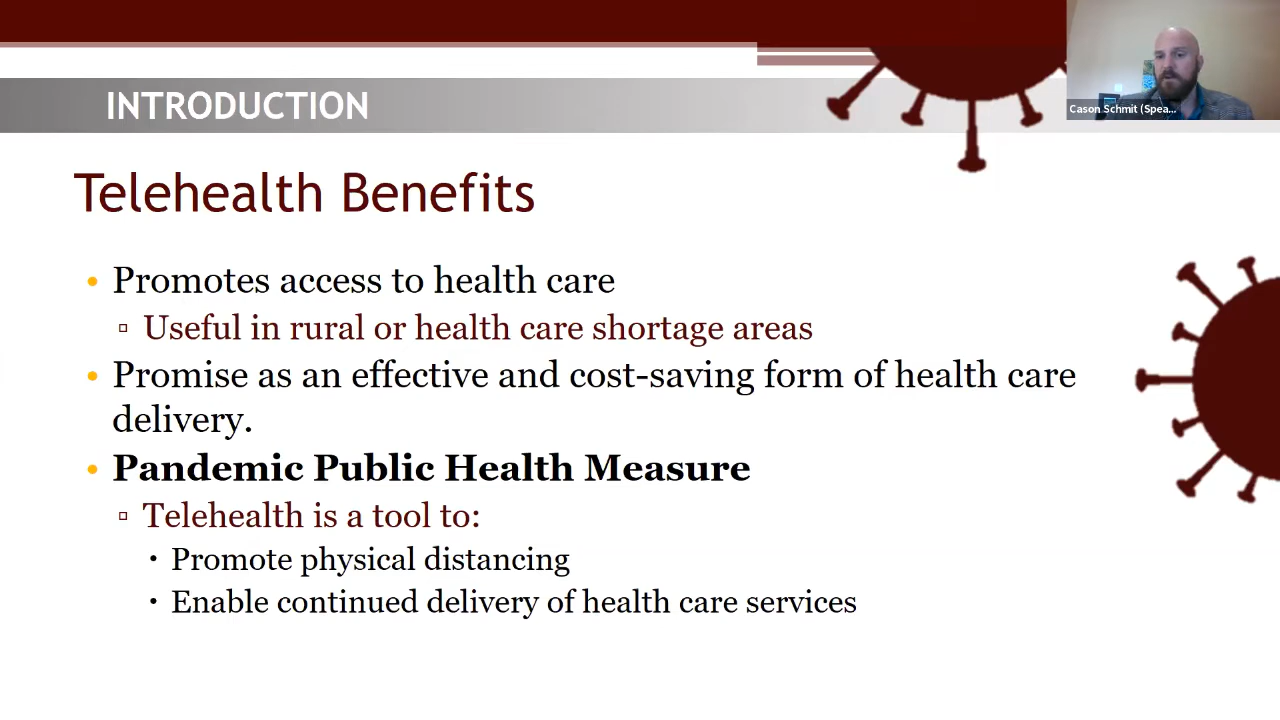 INTRODUCTION
Cason Schmit (Spea...
Telehealth Benefits
• Promotes access to health care
▫ Useful in rural or health care shortage areas
• Promise as an effective and cost-saving form of health care
delivery.
• Pandemic Public Health Measure
▫ Telehealth is a tool to:
• Promote physical distancing
• Enable continued delivery of health care services